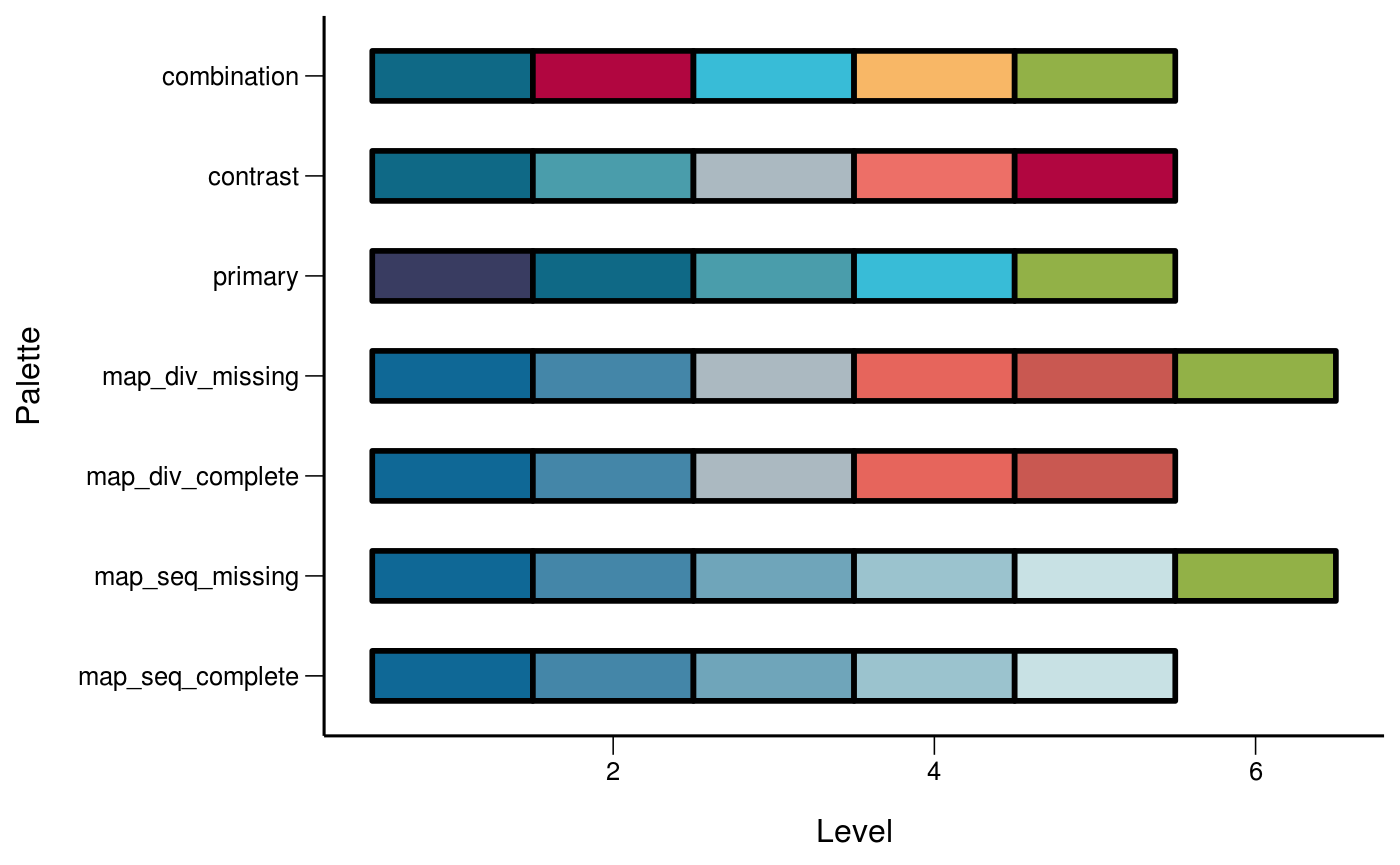 combination
contrast
primary
map_div_missing
map_div_complete
map_seq_missing
map_seq_complete
Palette
2 4 6
Level